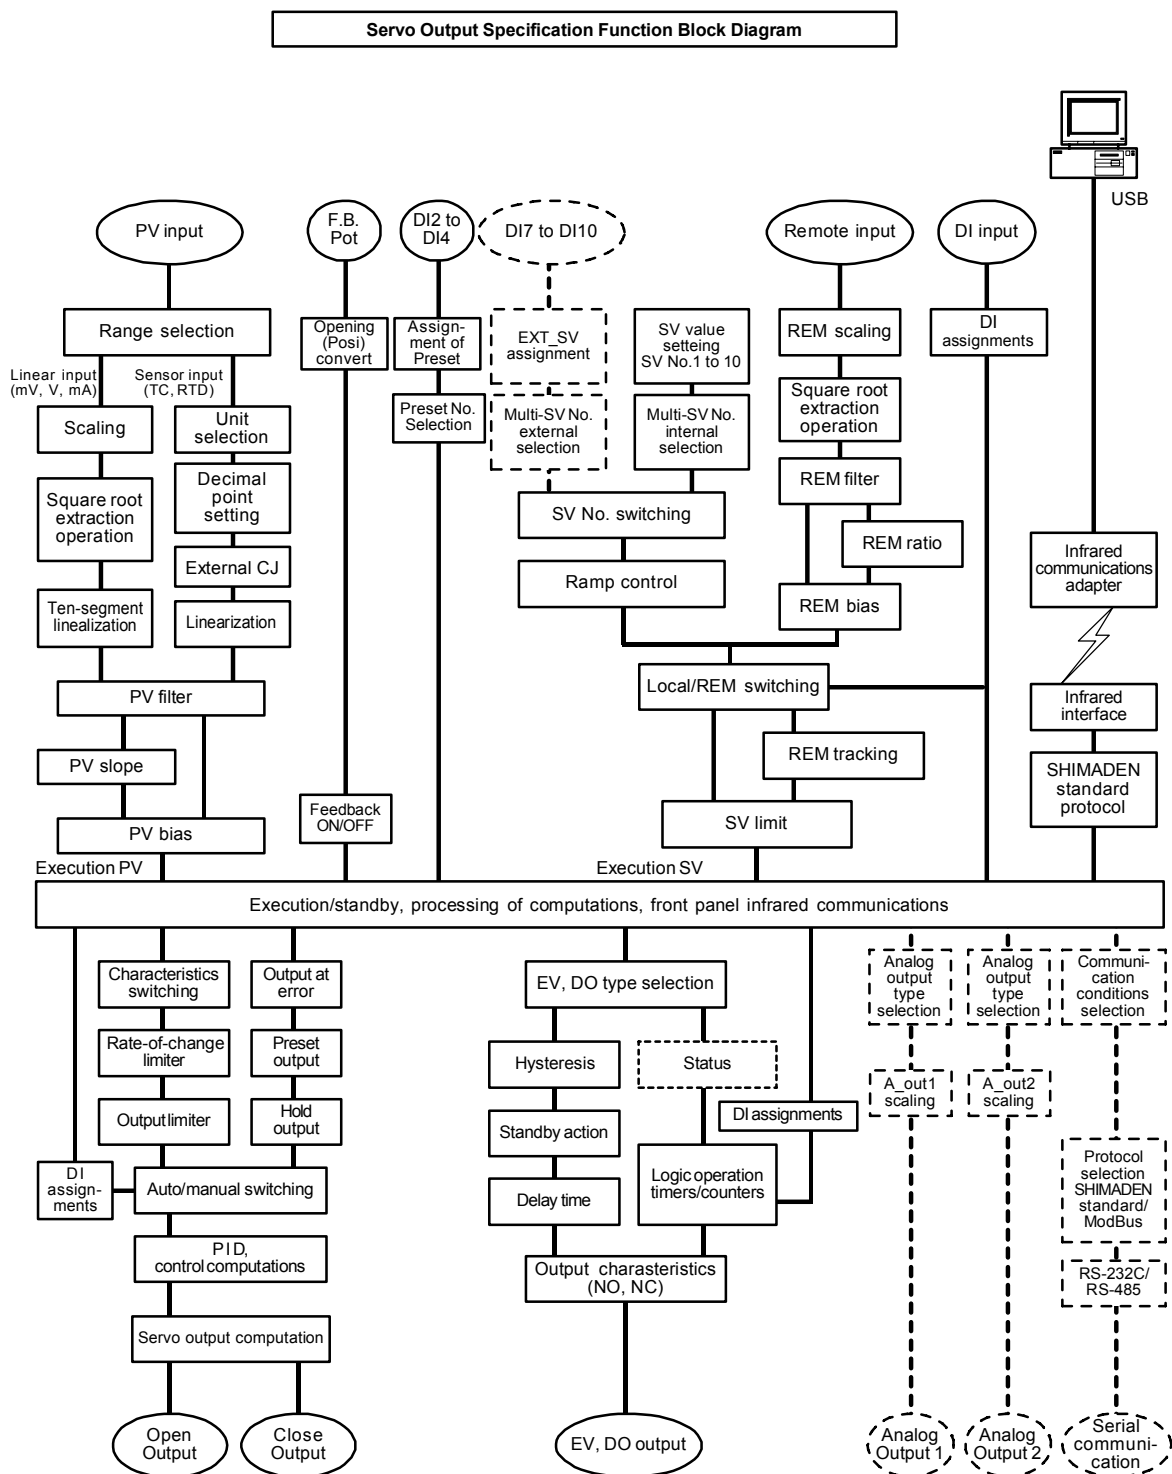 Servo Output Specification Function Block Diagram
USB
PV input
F.B.
Pot
DI2 to
DI4
DI7 to DI10
Remote input
DI input
Range selection
Opening
(Posi)
convert
Assign-
ment of
Preset
EXT_SV
assignment
SV value
setteing
SV No.1 to 10
REM scaling
DI
assignments
Linear input
(mV, V, mA)
Sensor input
(TC, RTD)
Scaling
Unit
selection
Preset No.
Selection
Multi-SV No.
external
selection
Multi-SV No.
internal
selection
Square root
extraction
operation
Square root
extraction
operation
Decimal
point
setting
REM filter
SV No. switching
REM ratio
External CJ
Ramp control
Infrared
communications
adapter
Ten-segment
linealization
Linearization
REM bias
PV filter
Local/REM switching
Infrared
interface
PV slope
REM tracking
SHIMADEN
standard
protocol
Feedback
ON/OFF
PV bias
SV limit
Execution PV
Execution SV
Execution/standby, processing of computations, front panel infrared communications
Characteristics
switching
Output at
error
EV, DO type selection
Analog
output
type
selection
Analog
output
type
selection
Communi-
cation
conditions
selection
Rate-of-change
limiter
Preset
output
Hysteresis
Status
A_out1
scaling
A_out2
scaling
Output limiter
Hold
output
Standby action
DI assignments
DI
assign-
ments
Auto/manual switching
Delay time
Logic operation
timers/counters
Protocol
selection
SHIMADEN
standard/
ModBus
PID,
control computations
Output charasteristics
(NO, NC)
RS-232C/
RS-485
Servo output computation
Open
Output
Close
Output
EV, DO output
Analog
Output 1
Analog
Output 2
Serial
communi-
cation